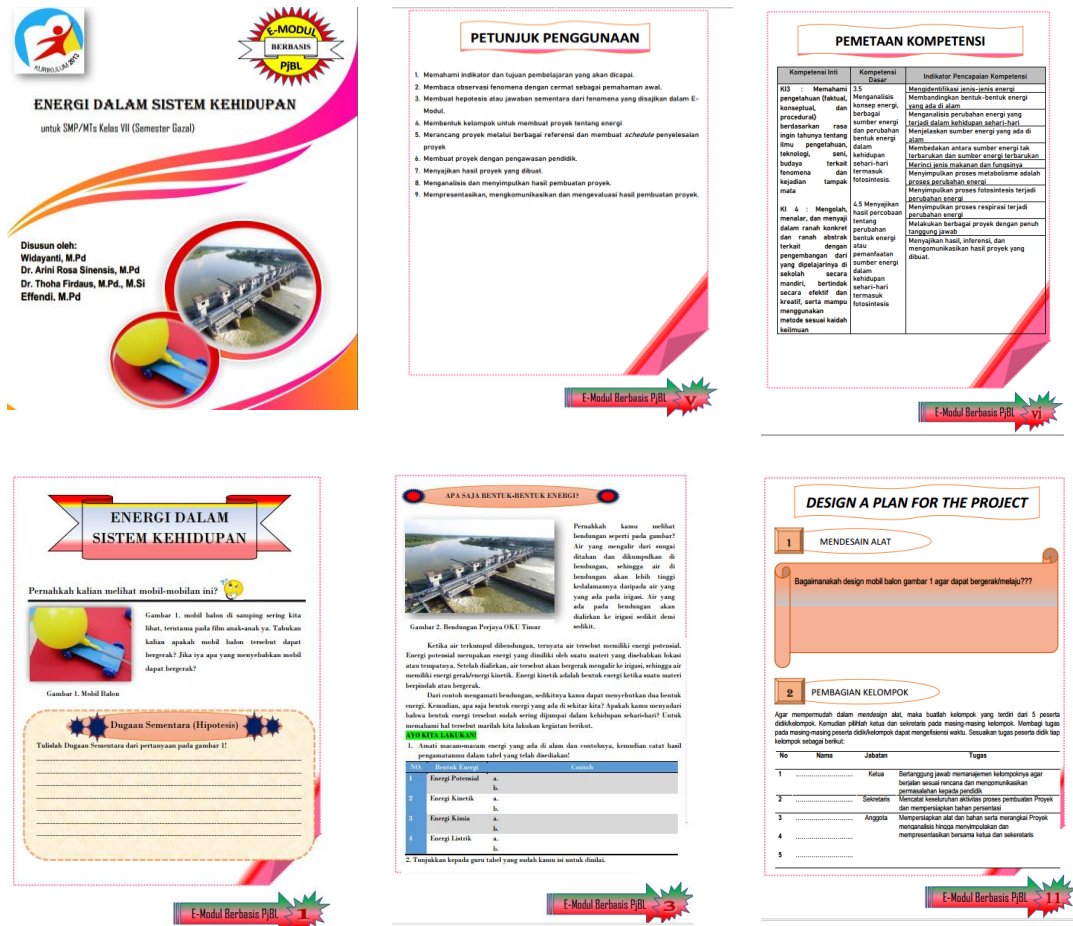 KURIKULUM 2013
E-MODUL
BERBASIS
PjBL
ENERGI DALAM SISTEM KEHIDUPAN
untuk SMP/MTs Kelas VII (Semester Gazal)
Disusun oleh:
Widayanti, M.Pd
Dr. Arini Rosa Sinensis, M.Pd
Dr. Thoha Firdaus, M.Pd., M.Si
Effendi. M.Pd
PETUNJUK PENGGUNAAN
1. Memahami indikator dan tujuan pembelajaran yang akan dicapai.
2. Membaca observasi fenomena dengan cermat sebagai pemahaman awal.
3. Membuat hepotesis atau jawaban sementara dari fenomena yang disajikan dalam E-
Modul.
4. Membentuk kelompok untuk membuat proyek tentang energi
5. Merancang proyek melalui berbagai referensi dan membuat schedule penyelesaian
proyek
6. Membuat proyek dengan pengawasan pendidik.
7. Menyajikan hasil proyek yang dibuat.
8. Menganalisis dan menyimpulkan hasil pembuatan proyek.
9. Mempresentasikan, mengkomunikasikan dan mengevaluasi hasil pembuatan proyek.
E-Modul Berbasis PjBL
v
PEMETAAN KOMPETENSI
Kompetensi Inti
KI3 : Memahami
pengetahuan (faktual,
konseptual, dan
procedural)
berdasarkan rasa
ingin tahunya tentang
ilmu pengetahuan,
teknologi, seni,
budaya terkait
fenomena dan
kejadian tampak
mata
KI 4 : Mengolah,
menalar, dan menyaji
dalam ranah konkret
dan ranah abstrak
terkait dengan
pengembangan dari
yang dipelajarinya di
sekolah secara
mandiri, bertindak
secara efektif dan
kreatif, serta mampu
menggunakan
metode sesuai kaidah
keilmuan
Kompetensi
Dasar
3.5
Menganalisis
konsep energi,
berbagai
sumber energi
dan perubahan
bentuk energi
dalam
kehidupan
sehari-hari
termasuk
fotosintesis.
4.5 Menyajikan
hasil percobaan
tentang
perubahan
bentuk energi
atau
pemanfaatan
sumber energi
dalam
kehidupan
sehari-hari
termasuk
fotosintesis
Indikator Pencapaian Kompetensi
Mengidentifikasi jenis-jenis energi
Membandingkan bentuk-bentuk energi
yang ada di alam
Menganalisis perubahan energi yang
terjadi dalam kehidupan sehari-hari
Menjelaskan sumber energi yang ada di
alam
Membedakan antara sumber energi tak
terbarukan dan sumber energi terbarukan
Merinci jenis makanan dan fungsinya
Menyimpulkan proses metabolisme adalah
proses perubahan energi
Menyimpulkan proses fotosintesis terjadi
perubahan energi
Menyimpulkan proses respirasi terjadi
perubahan energi
Melakukan berbagai proyek dengan penuh
tanggung jawab
Menyajikan hasil, inferensi, dan
mengomunikasikan hasil proyek yang
dibuat.
E-Modul Berbasis PjBL
vi
ENERGI DALAM
SISTEM KEHIDUPAN
Pernahkah kalian melihat mobil-mobilan ini?
Gambar 1. mobil balon di samping sering kita
lihat, terutama pada film anak-anak ya. Tahukan
kalian apakah mobil balon tersebut dapat
bergerak? Jika iya apa yang menyebabkan mobil
dapat bergerak?
Gambar 1. Mobil Balon
Dugaan Sementara (Hipotesis)
Tulislah Dugaan Sementara dari pertanyaan pada gambar 1!
E-Modul Berbasis PjBL
1
APA SAJA BENTUK-BENTUK ENERGI?
Pernahkah kamu melihat
bendungan seperti pada gambar?
Air yang mengalir dari sungai
ditahan dan dikumpulkan di
bendungan, sehingga air di
bendungan akan lebih tinggi
kedalamannya daripada air yang
yang ada pada irigasi. Air yang
ada pada bendungan akan
dialirkan ke irigasi sedikit demi
sedikit.
Gambar 2. Bendungan Perjaya OKU Timur
Ketika air terkumpul dibendungan, ternyata air tersebut memiliki energi potensial.
Energi potensial merupakan energi yang dimiliki oleh suatu materi yang disebabkan lokasi
atau tempatnya. Setelah dialirkan, air tersebut akan bergerak mengalir ke irigasi, sehingga air
memiliki energi gerak/energi kinetik. Energi kinetik adalah bentuk energi ketika suatu materi
berpindah atau bergerak.
Dari contoh mengamati bendungan, sedikitnya kamu dapat menyebutkan dua bentuk
energi. Kemudian, apa saja bentuk energi yang ada di sekitar kita? Apakah kamu menyadari
bahwa bentuk energi tersebut sudah sering dijumpai dalam kehidupan sehari-hari? Untuk
memahami hal tersebut marilah kita lakukan kegiatan berikut.
AYO KITA LAKUKAN!
1. Amati macam-macam energi yang ada di alam dan contohnya, kemudian catat hasil
pengamatanmu dalam tabel yang telah disediakan!
NO. Bentuk Energi Contoh
1 Energi Potensial a.
b.
2 Energi Kinetik a.
b.
3 Energi Kimia a.
b.
4 Energi Listrik a.
b.
2. Tunjukkan kepada guru tabel yang sudah kamu isi untuk dinilai.
E-Modul Berbasis PjBL
3
DESIGN A PLAN FOR THE PROJECT
1 MENDESAIN ALAT
Bagaimanakah design mobil balon gambar 1 agar dapat bergerak/melaju???
2 PEMBAGIAN KELOMPOK
Agar mempermudah dalam mendesign alat, maka buatlah kelompok yang terdiri dari 5 peserta
didik/kelompok. Kemudian pilihlah ketua dan sekretaris pada masing-masing kelompok. Membagi tugas
pada masing-masing peserta didik/kelompok dapat mengefisiensi waktu. Sesuaikan tugas peserta didik tiap
kelompok sebagai berikut:
No Nama Jabatan Tugas
1 ............................ Ketua Bertanggung jawab memanajemen kelompoknya agar
berjalan sesuai rencana dan mengomunikasikan
permasalahan kepada pendidik
2 ............................ Sekretaris Mencatat keseluruhan aktivitas proses pembuatan Proyek
dan mempersiapkan bahan persentasi
3 ............................ Anggota Mempersiapkan alat dan bahan serta merangkai Proyek
menganalisis hingga menyimpulakan dan
4 ............................ mempresentasikan bersama ketua dan sekeretaris
5 ............................
E-Modul Berbasis PjBL
11